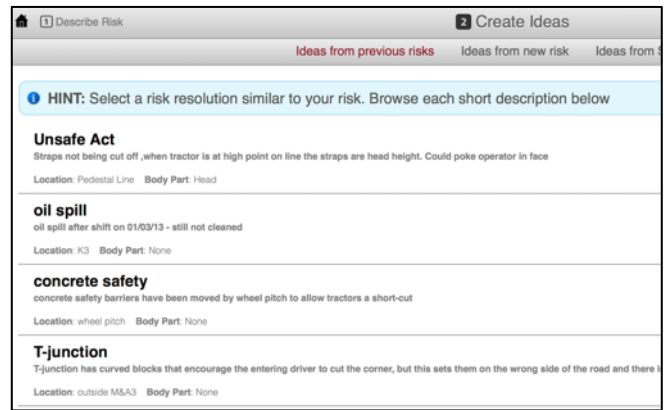 1 Describe Risk
2 Create Ideas
Ideas from previous risks Ideas from new risk Ideas from S
HINT: Select a risk resolution similar to your risk. Browse each short description below
Unsafe Act
Straps not being cut off ,when tractor is at high point on line the straps are head height. Could poke operator in face
Location: Pedestal Line Body Part: Head
oil spill
oil spill after shift on 01/03/13 - still not cleaned
Location: K3 Body Part: None
concrete safety
concrete safety barriers have been moved by wheel pitch to allow tractors a short-cut
Location: wheel pitch Body Part: None
T-junction
T-junction has curved blocks that encourage the entering driver to cut the corner, but this sets them on the wrong side of the road and there i
Location: outside M&A3 Body Part: None